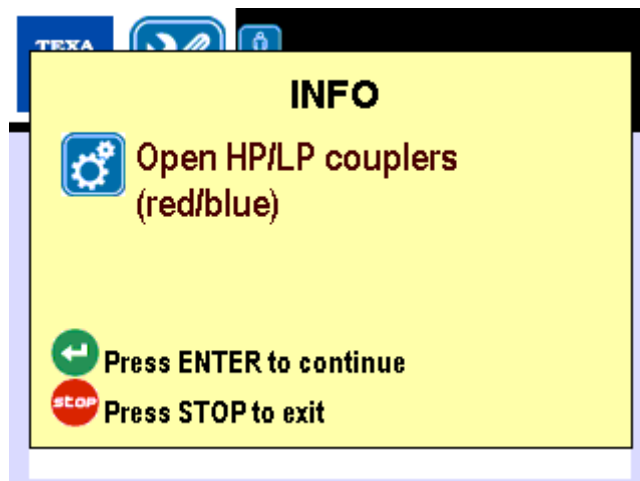 TEXA
INFO
Open HP/LP couplers
(red/blue)
Press ENTER to continue
STOP
Press STOP to exit